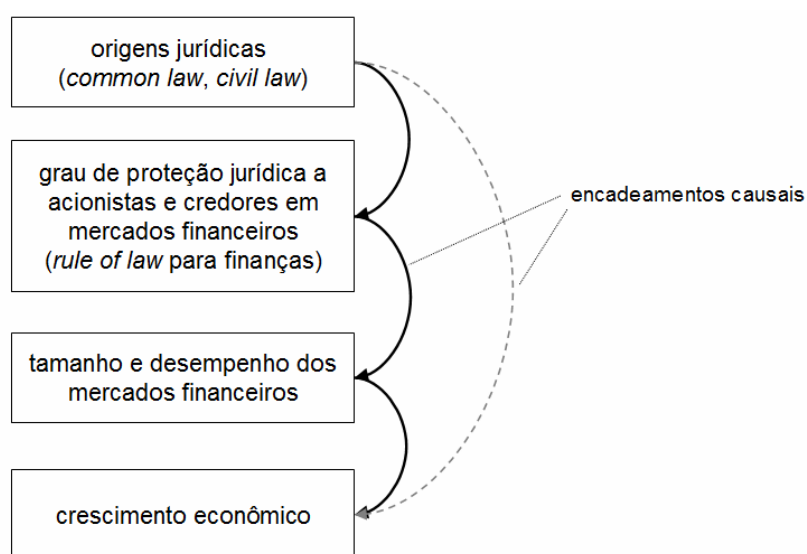 origens jurídicas
(common law, civil law)
grau de proteção jurídica a
acionistas e credores em
mercados financeiros
(rule of law para finanças)
encadeamentos causais
tamanho e desempenho dos
mercados financeiros
crescimento econômico